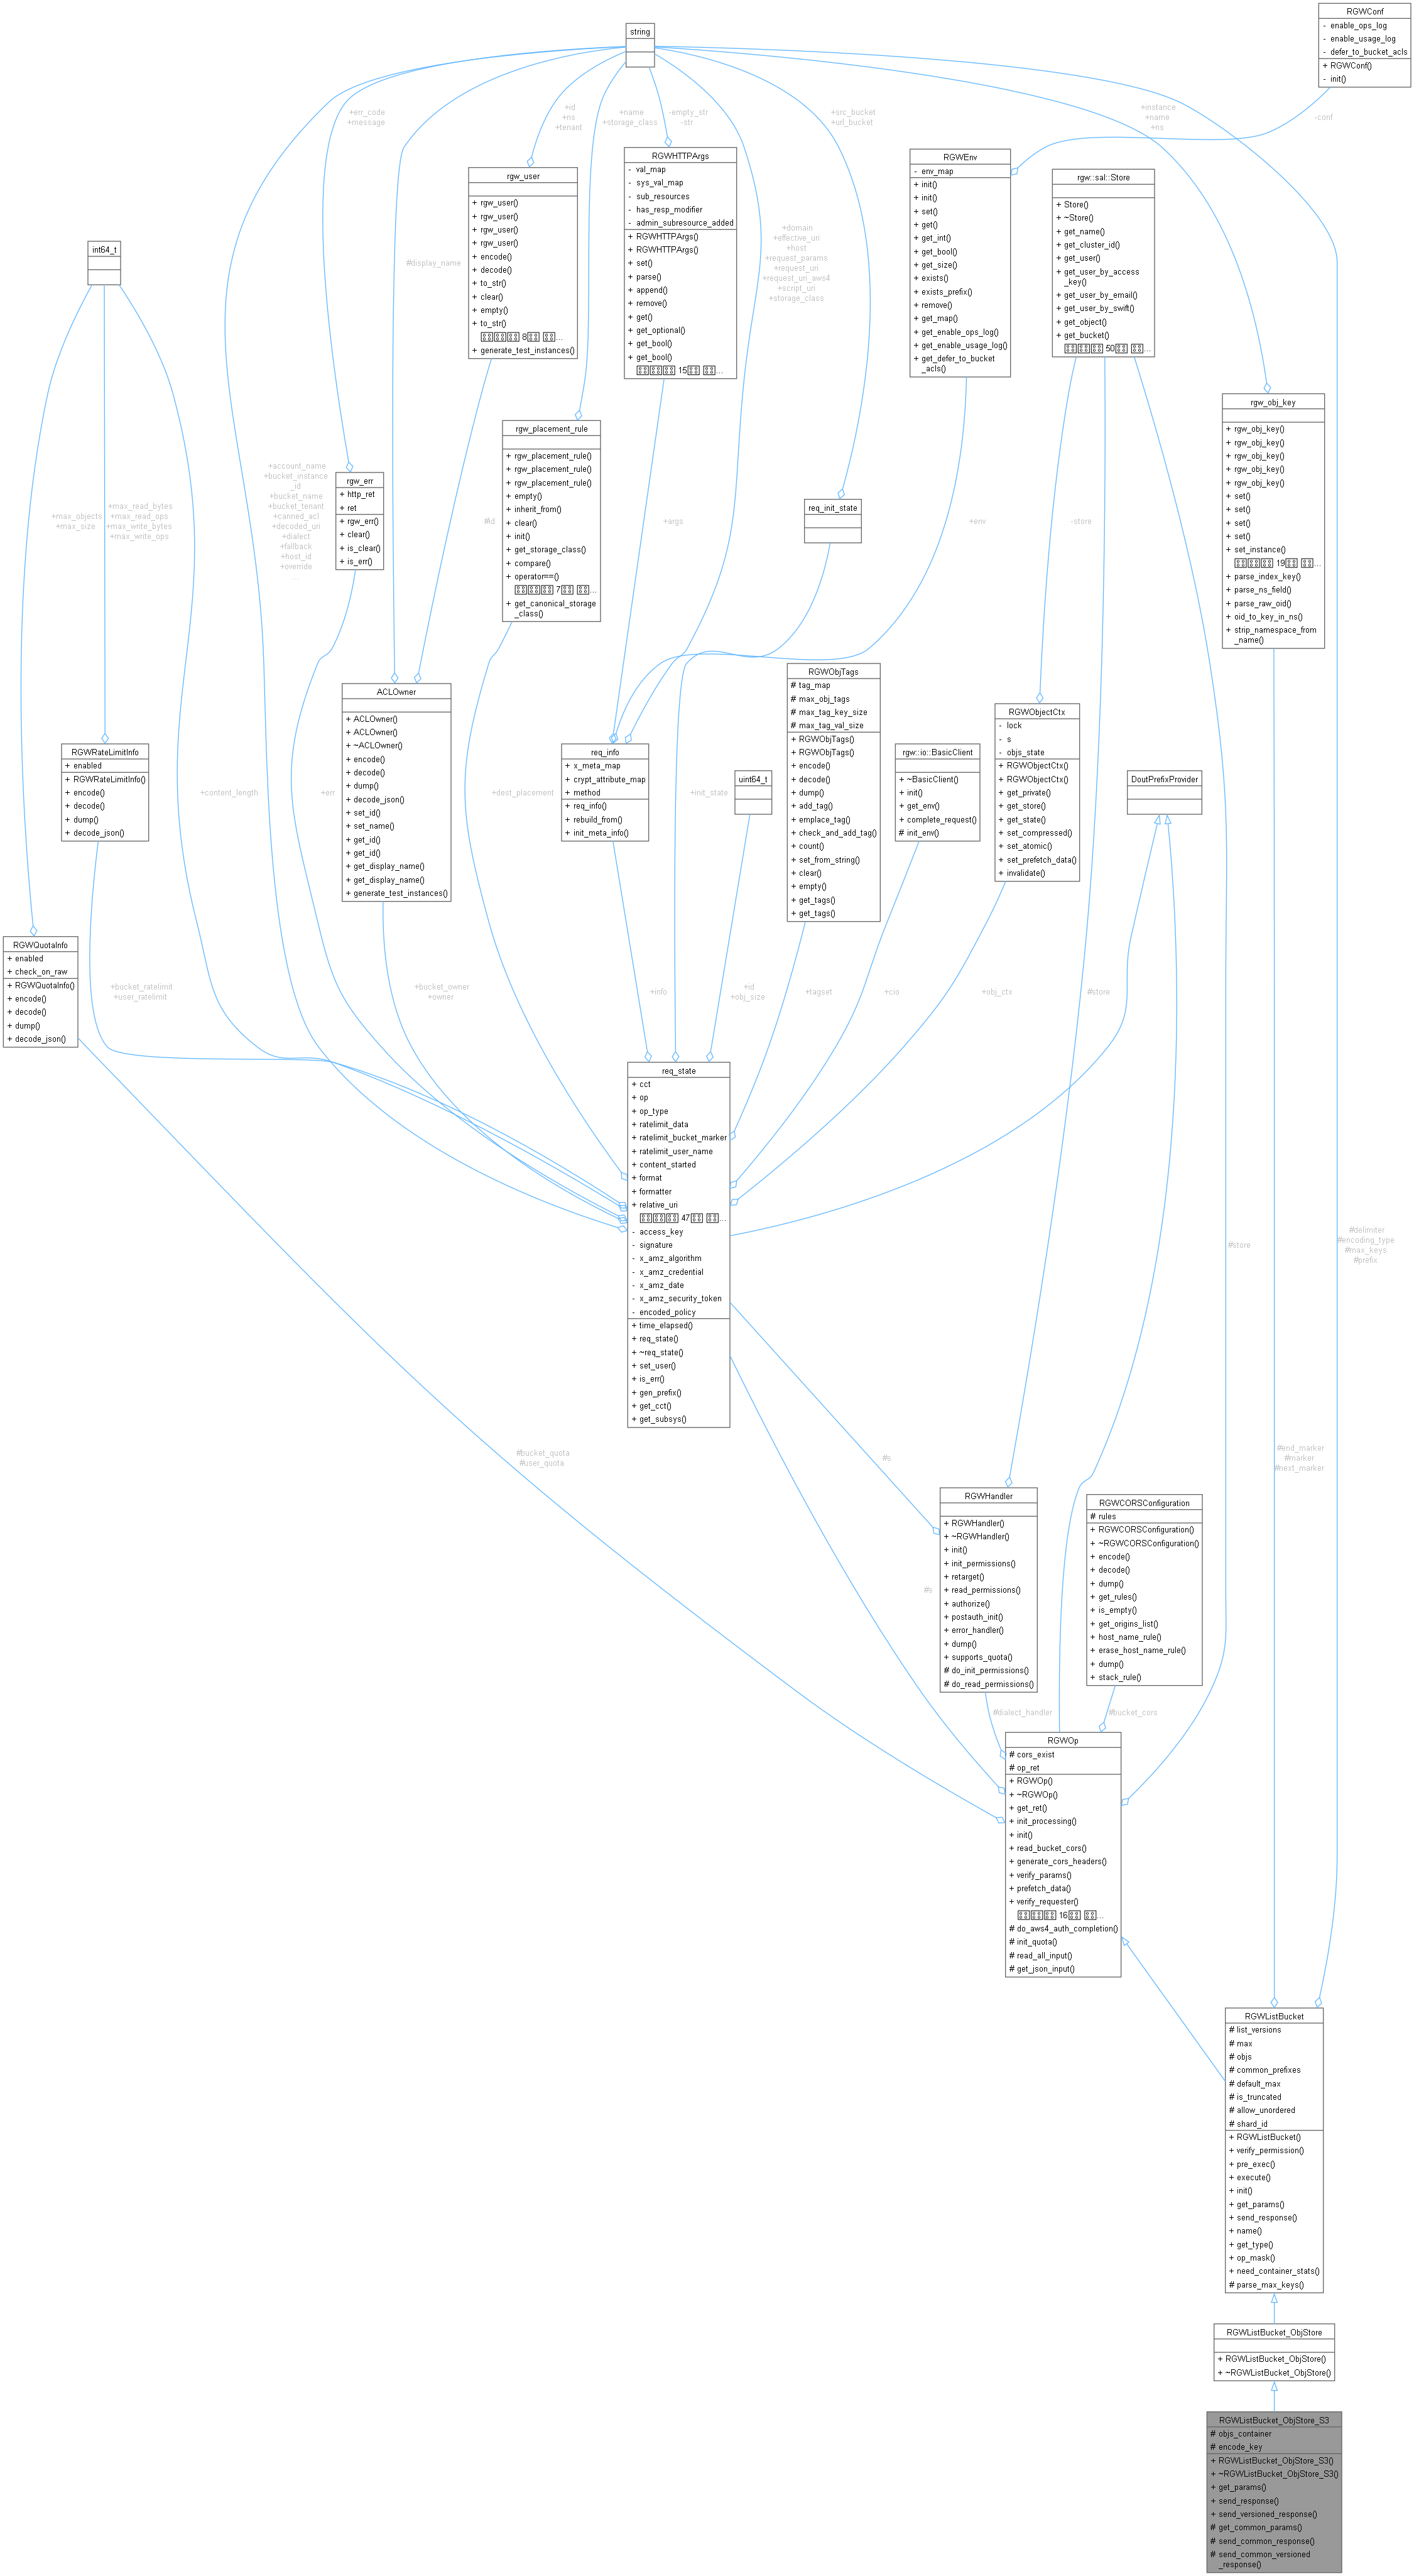 RGWConf
- enable_ops_log
- enable_usage_log
- defer_to_bucket_acls
+ RGWConf()
- init()
string
+err_code
+message
+id
+ns
+tenant
+name
+storage_class
-empty_str
-str
+src_bucket
+url_bucket
+instance
+name
+ns
-conf
RGWHTTPArgs
- val_map
- sys_val_map
- sub_resources
- has_resp_modifier
- admin_subresource_added
+ RGWHTTPArgs()
+ RGWHTTPArgs()
+ set()
+ parse()
+ append()
+ remove()
+ get()
+ get_optional()
+ get_bool()
+ get_bool()
15
...
RGWEnv
- env_map
+ init()
+ init()
+ set()
+ get()
+ get_int()
+ get_bool()
+ get_size()
+ exists()
+ exists_prefix()
+ remove()
+ get_map()
+ get_enable_ops_log()
+ get_enable_usage_log()
+ get_defer_to_bucket
_acls()
rgw_user
+ rgw_user()
+ rgw_user()
+ rgw_user()
+ rgw_user()
+ encode()
+ decode()
+ to_str()
+ clear()
+ empty()
+ to_str()
6
...
+ generate_test_instances()
rgw::sal::Store
+ Store()
+ ~Store()
+ get_name()
+ get_cluster_id()
+ get_user()
+ get_user_by_access
_key()
+ get_user_by_email()
+ get_user_by_swift()
+ get_object()
+ get_bucket()
50
...
int64_t
#display_name
+domain
+effective_uri
+host
+request_params
+request_uri
+request_uri_aws4
+script_uri
+storage_class
rgw_obj_key
+ rgw_obj_key()
+ rgw_obj_key()
+ rgw_obj_key()
+ rgw_obj_key()
+ rgw_obj_key()
+ set()
+ set()
+ set()
+ set()
+ set_instance()
19
...
+ parse_index_key()
+ parse_ns_field()
+ parse_raw_oid()
+ oid_to_key_in_ns()
+ strip_namespace_from
_name()
rgw_placement_rule
+ rgw_placement_rule()
+ rgw_placement_rule()
+ rgw_placement_rule()
+ empty()
+ inherit_from()
+ clear()
+ init()
+ get_storage_class()
+ compare()
+ operator==()
7
...
+ get_canonical_storage
_class()
+account_name
+bucket_instance
_id
+bucket_name
+bucket_tenant
+canned_acl
+decoded_uri
+dialect
+fallback
+host_id
+override
...
rgw_err
+ http_ret
+ ret
+ rgw_err()
+ clear()
+ is_clear()
+ is_err()
+max_objects
+max_size
+max_read_bytes
+max_read_ops
+max_write_bytes
+max_write_ops
#id
+args
req_init_state
+env
-store
ACLOwner
+ ACLOwner()
+ ACLOwner()
+ ~ACLOwner()
+ encode()
+ decode()
+ dump()
+ decode_json()
+ set_id()
+ set_name()
+ get_id()
+ get_id()
+ get_display_name()
+ get_display_name()
+ generate_test_instances()
RGWObjTags
# tag_map
# max_obj_tags
# max_tag_key_size
# max_tag_val_size
+ RGWObjTags()
+ RGWObjTags()
+ encode()
+ decode()
+ dump()
+ add_tag()
+ emplace_tag()
+ check_and_add_tag()
+ count()
+ set_from_string()
+ clear()
+ empty()
+ get_tags()
+ get_tags()
RGWObjectCtx
- lock
- s
- objs_state
+ RGWObjectCtx()
+ RGWObjectCtx()
+ get_private()
+ get_store()
+ get_state()
+ set_compressed()
+ set_atomic()
+ set_prefetch_data()
+ invalidate()
RGWRateLimitInfo
+ enabled
+ RGWRateLimitInfo()
+ encode()
+ decode()
+ dump()
+ decode_json()
req_info
+ x_meta_map
+ crypt_attribute_map
+ method
+ req_info()
+ rebuild_from()
+ init_meta_info()
rgw::io::BasicClient
+ ~BasicClient()
+ init()
+ get_env()
+ complete_request()
# init_env()
uint64_t
DoutPrefixProvider
+content_length
+err
+dest_placement
+init_state
RGWQuotaInfo
+ enabled
+ check_on_raw
+ RGWQuotaInfo()
+ encode()
+ decode()
+ dump()
+ decode_json()
+bucket_ratelimit
+user_ratelimit
+bucket_owner
+owner
+info
+id
+obj_size
+tagset
+cio
+obj_ctx
#store
req_state
+ cct
+ op
+ op_type
+ ratelimit_data
+ ratelimit_bucket_marker
+ ratelimit_user_name
+ content_started
+ format
+ formatter
+ relative_uri
47
...
- access_key
- signature
- x_amz_algorithm
- x_amz_credential
- x_amz_date
- x_amz_security_token
- encoded_policy
+ time_elapsed()
+ req_state()
+ ~req_state()
+ set_user()
+ is_err()
+ gen_prefix()
+ get_cct()
+ get_subsys()
#store
#delimiter
#encoding_type
#max_keys
#prefix
#bucket_quota
#user_quota
#s
#end_marker
#marker
#next_marker
RGWHandler
+ RGWHandler()
+ ~RGWHandler()
+ init()
+ init_permissions()
+ retarget()
+ read_permissions()
+ authorize()
+ postauth_init()
+ error_handler()
+ dump()
+ supports_quota()
# do_init_permissions()
# do_read_permissions()
RGWCORSConfiguration
# rules
+ RGWCORSConfiguration()
+ ~RGWCORSConfiguration()
+ encode()
+ decode()
+ dump()
+ get_rules()
+ is_empty()
+ get_origins_list()
+ host_name_rule()
+ erase_host_name_rule()
+ dump()
+ stack_rule()
#s
#dialect_handler
#bucket_cors
RGWOp
# cors_exist
# op_ret
+ RGWOp()
+ ~RGWOp()
+ get_ret()
+ init_processing()
+ init()
+ read_bucket_cors()
+ generate_cors_headers()
+ verify_params()
+ prefetch_data()
+ verify_requester()
16
...
# do_aws4_auth_completion()
# init_quota()
# read_all_input()
# get_json_input()
RGWListBucket
# list_versions
# max
# objs
# common_prefixes
# default_max
# is_truncated
# allow_unordered
# shard_id
+ RGWListBucket()
+ verify_permission()
+ pre_exec()
+ execute()
+ init()
+ get_params()
+ send_response()
+ name()
+ get_type()
+ op_mask()
+ need_container_stats()
# parse_max_keys()
RGWListBucket_ObjStore
+ RGWListBucket_ObjStore()
+ ~RGWListBucket_ObjStore()
RGWListBucket_ObjStore_S3
# objs_container
# encode_key
+ RGWListBucket_ObjStore_S3()
+ ~RGWListBucket_ObjStore_S3()
+ get_params()
+ send_response()
+ send_versioned_response()
# get_common_params()
# send_common_response()
# send_common_versioned
_response()